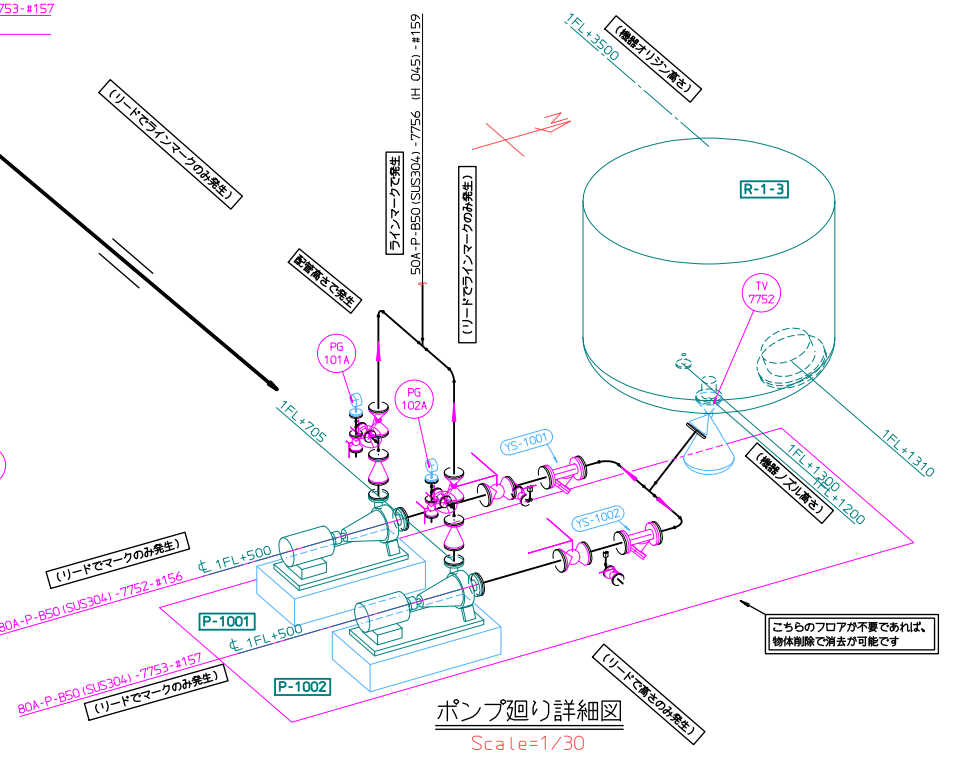 753-#157
(リードでラインマークのみ発生)
50A-P-B50(SUS304)-7756 (H 045)-#159
ラインマークで発生
(リードでラインマークのみ発生)
配管高さで発生
N
1FL+3500
(機器オリジン高さ)
R-1-3
TV
7752
PG
101A
PG
102A
1FL+705
YS-1001
YS-1002
1FL+1310
1FL+1300
1FL+1200
(機器ノズル高さ)
(リードでマークのみ発生)
℄ 1FL+500
80A-P-B50(SUS304)-7752-#156
P-1001
℄ 1FL+500
80A-P-B50(SUS304)-7753-#157
(リードでマークのみ発生)
P-1002
こちらのフロアが不要であれば、
物体削除で消去が可能です
(リードで高さのみ発生)
ポンプ廻り詳細図
Scale=1/30